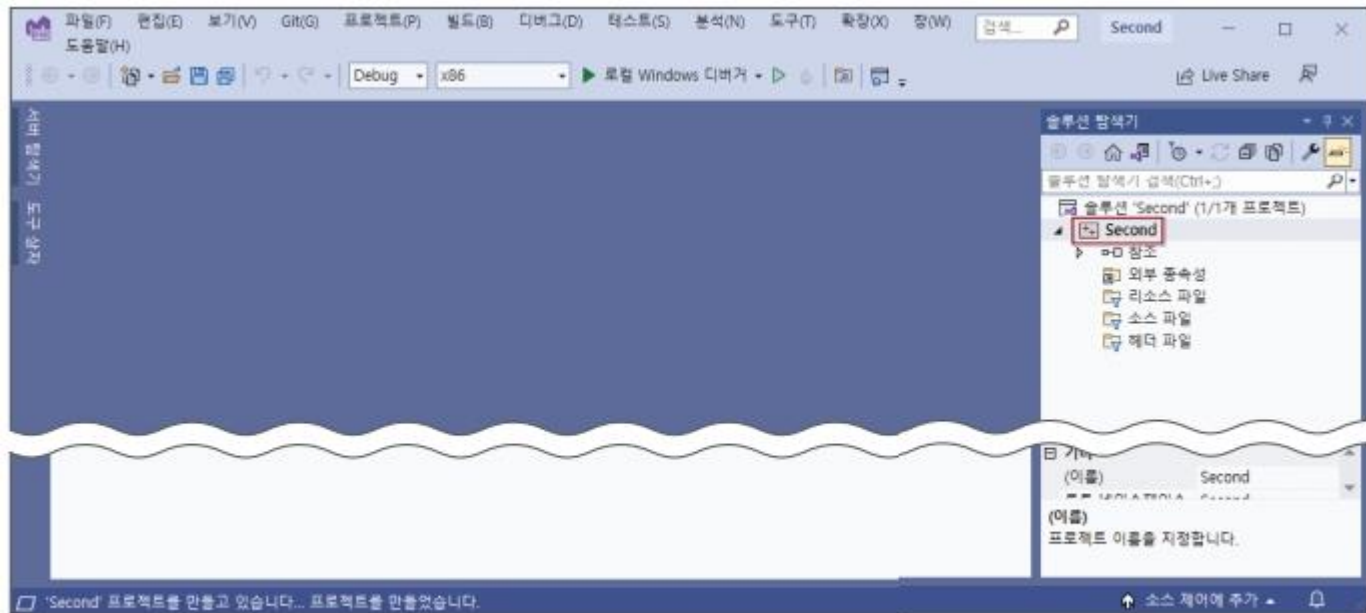 파일(F) 편집(E) 보기(V) Git(G) 프로젝트(P) 빌드(B) 디버그(D) 테스트(S) 분석(N) 도구(T) 확장(X) 창(W) 검색... Second
도움말(H)
Debug x86 로컬 Windows 디버거 Live Share
서버 탐색기
도구 상자
솔루션 탐색기
솔루션 탐색기 검색(Ctrl+;)
솔루션 'Second' (1/1개 프로젝트)
Second
참조
외부 종속성
리소스 파일
소스 파일
헤더 파일
(이름) Second
(이름)
프로젝트 이름을 지정합니다.
'Second' 프로젝트를 만들고 있습니다... 프로젝트를 만들었습니다.
소스 제어에 추가